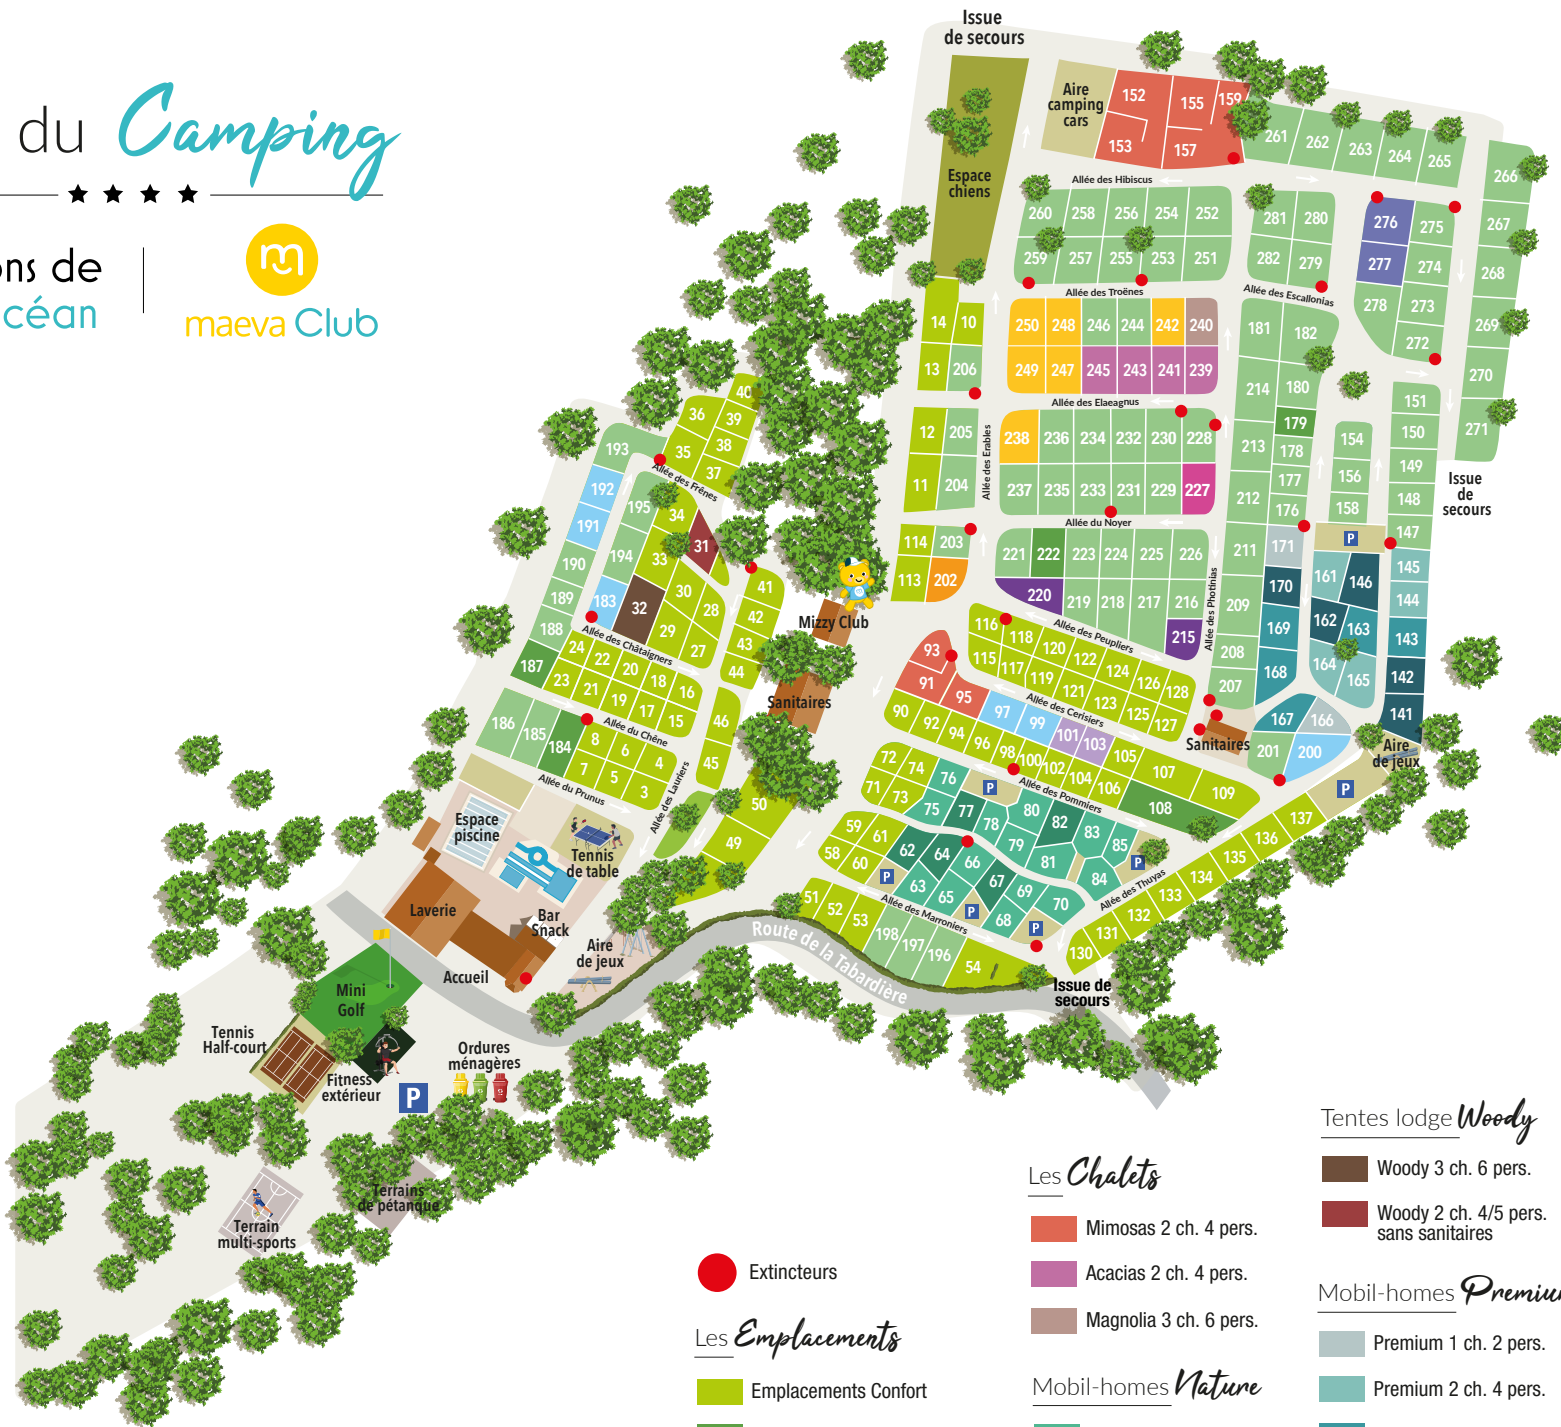 du Camping
ons de
céan
maeva Club
Issue
de secours
Aire
camping
cars
152
155
159
153
157
261
262
263
264
265
266
267
268
269
270
271
Espace
chiens
Allée des Hibiscus
260 258 256 254 252
259 257 255 253 251
281 280
282 279
276 275
277 274
278 273
272
Allée des Troënes
Allée des Escallonias
14 10
13 206
250 248 246 244 242 240
249 247 245 243 241 239
181 182
214 180
179
213 178
177
212 176
151
150
149
148
147
154
156
158
Issue
de
secours
Allée des Elaeagnus
12 205
11 204
Allée des Erables
238 236 234 232 230 228
237 235 233 231 229 227
Allée du Noyer
114 203
113 202
221 222 223 224 225 226
220 219 218 217 216
215
Allée des Peupliers
Allée des Photinias
211 171
170
209 169
208 168
207
P
161 146
162 163
164 165
145
144
143
142
141
167 166
201 200
Aire
de jeux
P
Sanitaires
40
36 39
35 38
37
Allée des Frênes
193
192
191
190
189
188
187
195
194
183
34
33
31
32
30
28
29
27
41
42
43
44
Allée des Châtaigners
24 22 20 18 16
23 21 19 17 15
Allée du Chêne
186 185 184
8 6 4
7 5 3
Allée du Prunus
Allée des Lauriers
46
45
50
49
Mizzy Club
Sanitaires
116 118 120 122 124 126 128
115 117 119 121 123 125 127
Allée des Cerisiers
93
91
95
97 99 101 103 105 107 109
90 92 94 96 98 100 102 104 106 108
Allée des Pommiers
72 74 76
71 73 75 77 78
P
80 82 83 85
79 81 84
P
59 61
58 60
62 64 66
63 65 67 69 70
68
P
P
P
Allée des Marroniers
Allée des Thuyas
51 52 53
198 197 196
54
130 131 132 133 134 135 136 137
Issue de
secours
Route de la Tabardière
Espace
piscine
Tennis
de table
Laverie
Bar
Snack
Aire
de jeux
Accueil
Mini
Golf
Tennis
Half-court
Fitness
extérieur
P
Ordures
ménagères
Terrains
de pétanque
Terrain
multi-sports
Extincteurs
Les Emplacements
Emplacements Confort
Les Chalets
Mimosas 2 ch. 4 pers.
Acacias 2 ch. 4 pers.
Magnolia 3 ch. 6 pers.
Mobil-homes Nature
Tentes lodge Woody
Woody 3 ch. 6 pers.
Woody 2 ch. 4/5 pers.
sans sanitaires
Mobil-homes Premium
Premium 1 ch. 2 pers.
Premium 2 ch. 4 pers.